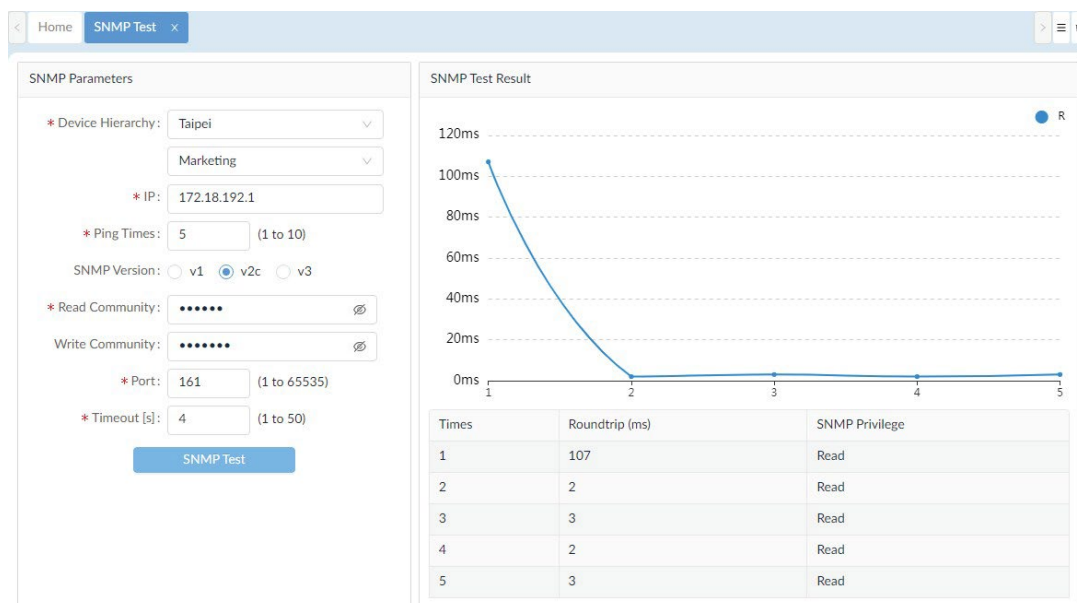 Home
SNMP Test x
SNMP Parameters
* Device Hierarchy: Taipei
Marketing
* IP: 172.18.192.1
* Ping Times: 5 (1 to 10)
SNMP Version: v1 v2c v3
* Read Community: ••••••
Write Community: •••••••
* Port: 161 (1 to 65535)
* Timeout [s]: 4 (1 to 50)
SNMP Test
SNMP Test Result
R
120ms
100ms
80ms
60ms
40ms
20ms
0ms
1 2 3 4 5
Times Roundtrip (ms) SNMP Privilege
1 107 Read
2 2 Read
3 3 Read
4 2 Read
5 3 Read